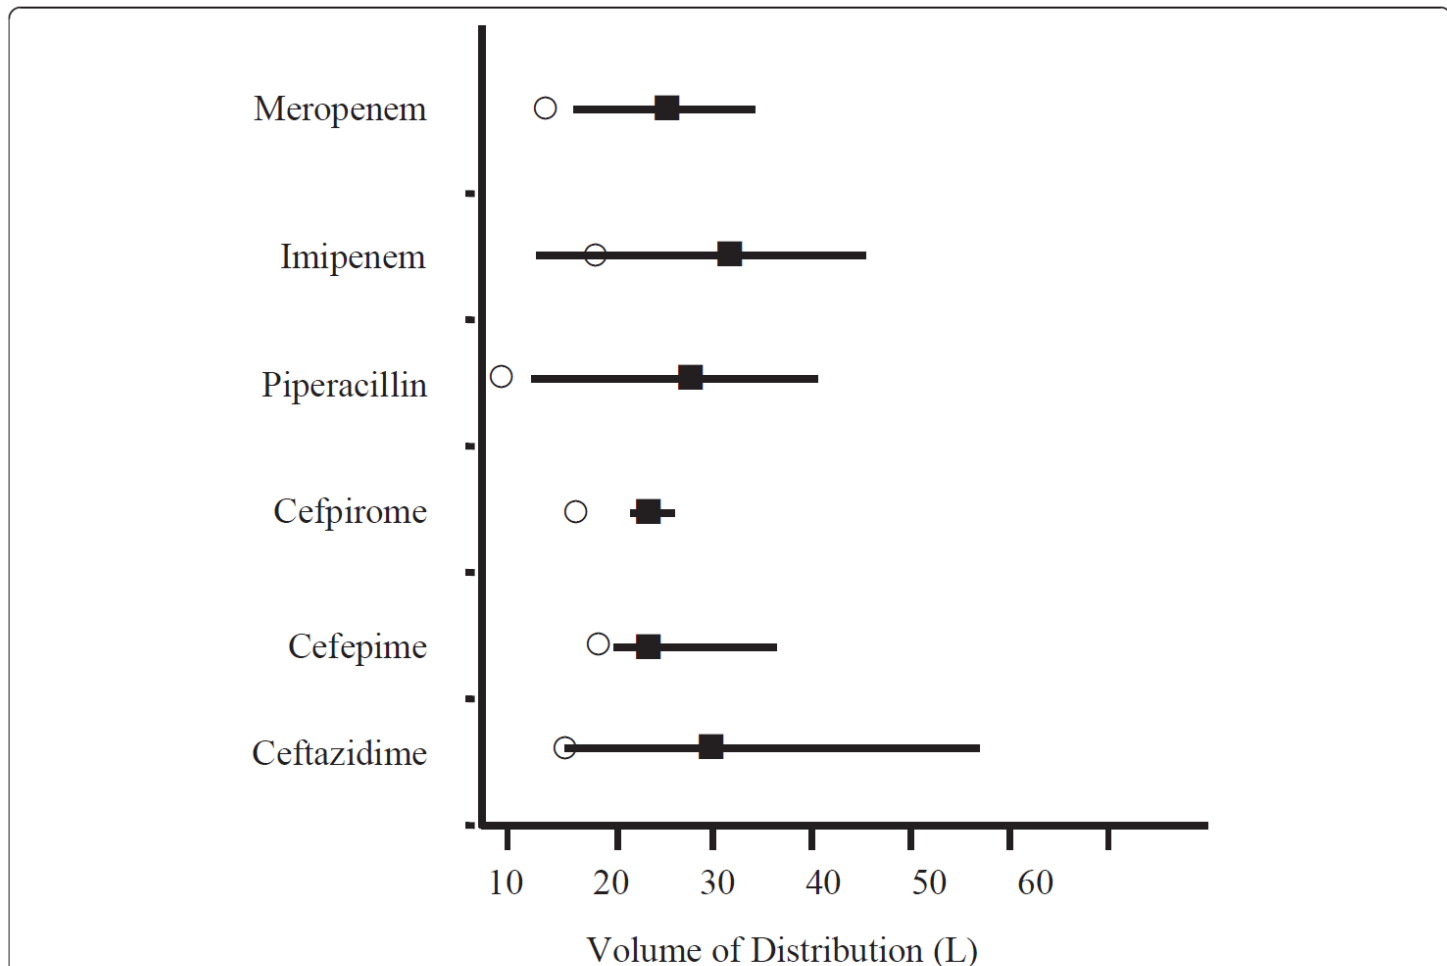 Meropenem
Imipenem
Piperacillin
Cefpirome
Cefepime
Ceftazidime
10 20 30 40 50 60
Volume of Distribution (L)